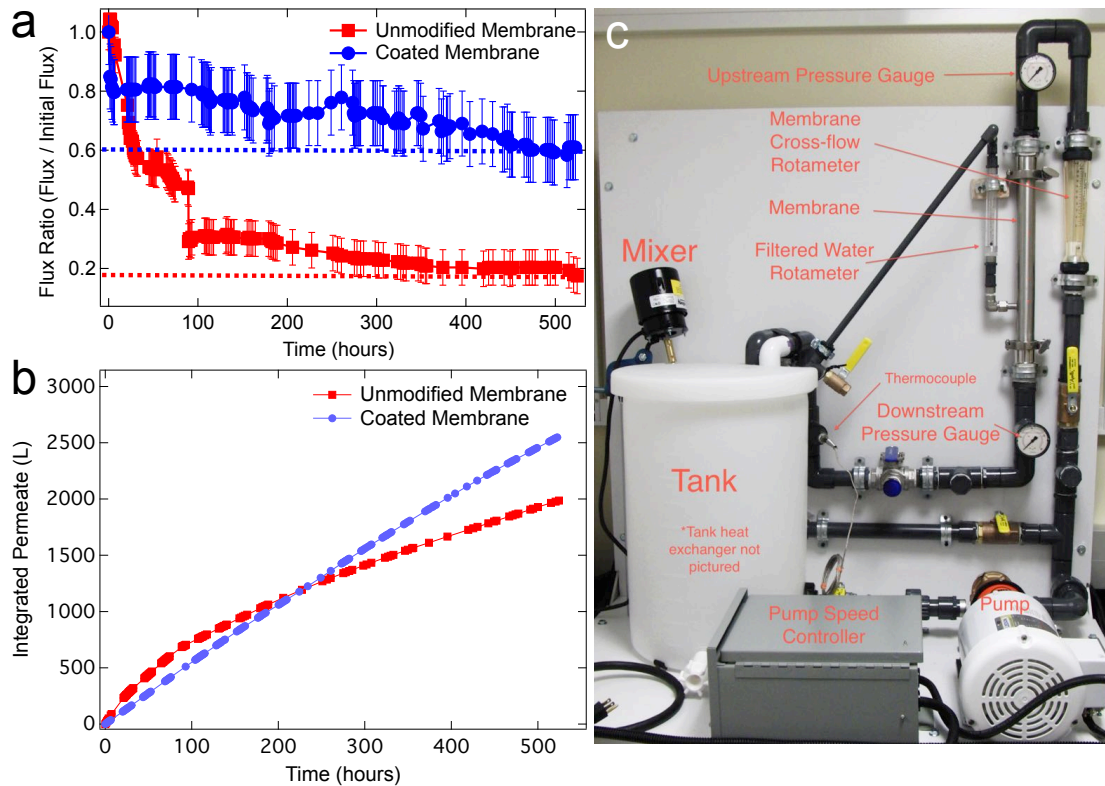 a
Unmodified Membrane
Coated Membrane
1.0
0.8
0.6
0.4
0.2
Flux Ratio (Flux / Initial Flux)
0
100
200
300
400
500
Time (hours)
b
Unmodified Membrane
Coated Membrane
3000
2500
2000
1500
1000
500
0
Integrated Permeate (L)
0
100
200
300
400
500
Time (hours)
c
Upstream Pressure Gauge
Membrane
Cross-flow
Rotameter
Membrane
Filtered Water
Rotameter
Mixer
Thermocouple
Downstream
Pressure Gauge
Tank
*Tank heat
exchanger not
pictured
Pump Speed
Controller
Pump